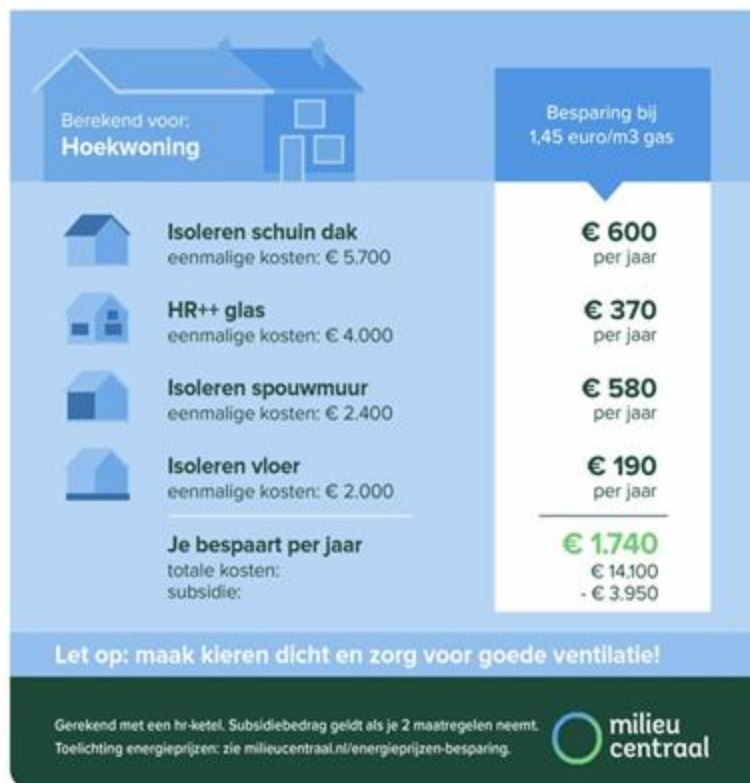 Berekend voor:
Hoekwoning
Besparing bij
1,45 euro/m3 gas
Isoleren schuin dak
eenmalige kosten: € 5.700
€ 600
per jaar
HR++ glas
eenmalige kosten: € 4.000
€ 370
per jaar
Isoleren spouwmuur
eenmalige kosten: € 2.400
€ 580
per jaar
Isoleren vloer
eenmalige kosten: € 2.000
€ 190
per jaar
Je bespaart per jaar
€ 1.740
totale kosten:
€ 14.100
subsidie:
- € 3.950
Let op: maak kieren dicht en zorg voor goede ventilatie!
Gerekend met een hr-ketel. Subsidiebedrag geldt als je 2 maatregelen neemt.
Toelichting energieprijzen: zie milieucentraal.nl/energieprijzen-besparing.
milieu
centraal